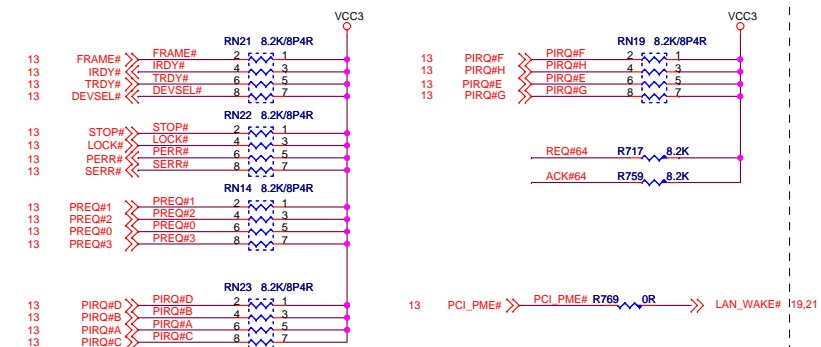 VCC3
RN21 8.2K/8P4R
13 FRAME# FRAME# 2 1
13 IRDY# IRDY# 4 3
13 TRDY# TRDY# 6 5
13 DEVSEL# DEVSEL# 8 7
RN22 8.2K/8P4R
13 STOP# STOP# 2 1
13 LOCK# LOCK# 4 3
13 PERR# PERR# 6 5
13 SERR# SERR# 8 7
RN14 8.2K/8P4R
13 PREQ#1 PREQ#1 2 1
13 PREQ#2 PREQ#2 4 3
13 PREQ#0 PREQ#0 6 5
13 PREQ#3 PREQ#3 8 7
RN23 8.2K/8P4R
13 PIRQ#D PIRQ#D 2 1
13 PIRQ#B PIRQ#B 4 3
13 PIRQ#A PIRQ#A 6 5
13 PIRQ#C PIRQ#C 8 7
VCC3
RN19 8.2K/8P4R
13 PIRQ#F PIRQ#F 2 1
13 PIRQ#H PIRQ#H 4 3
13 PIRQ#E PIRQ#E 6 5
13 PIRQ#G PIRQ#G 8 7
REQ#64 R717 8.2K
ACK#64 R759 8.2K
13 PCI_PME# PCI_PME# R769 0R LAN_WAKE# 19,21